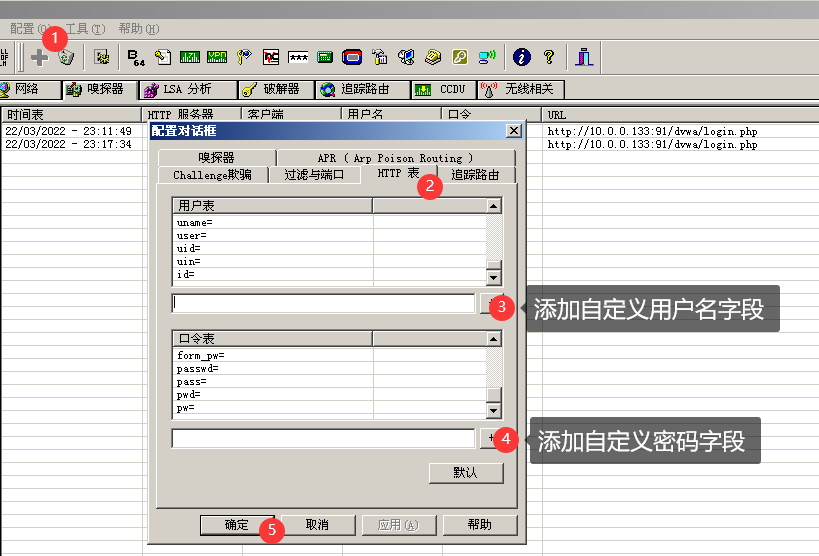 配置(O) 工具(T) 帮助(H)
1
B64
网络 嗅探器 LSA 分析 破解器 追踪路由 CCDU 无线相关
时间表 HTTP 服务器 客户端 用户名 口令 URL
22/03/2022 - 23:11:49 http://10.0.0.133:91/dvwa/login.php
22/03/2022 - 23:17:34 http://10.0.0.133:91/dvwa/login.php
配置对话框
嗅探器 APR ( Arp Poison Routing )
Challenge欺骗 过滤与端口 HTTP 表 追踪路由
2
用户表
uname=
user=
uid=
uin=
id=
3 添加自定义用户名字段
口令表
form_pw=
passwd=
pass=
pwd=
pw=
+ 4 添加自定义密码字段
默认
确定 取消 应用(A) 帮助
5